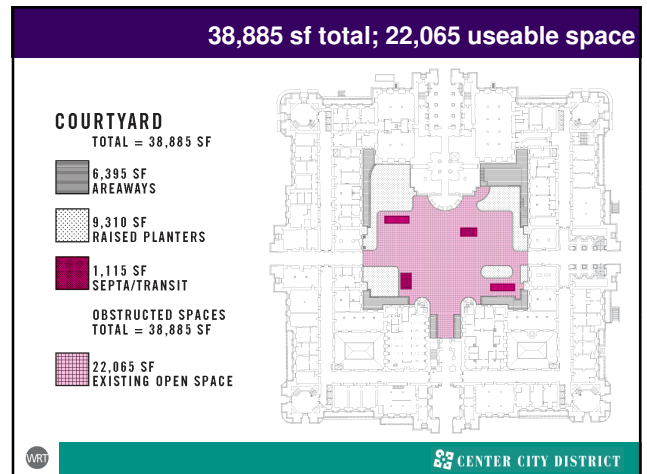 38,885 sf total; 22,065 useable space
COURTYARD
TOTAL = 38,885 SF
6,395 SF
AREAWAYS
9,310 SF
RAISED PLANTERS
1,115 SF
SEPTA/TRANSIT
OBSTRUCTED SPACES
TOTAL = 38,885 SF
22,065 SF
EXISTING OPEN SPACE
WRT
CENTER CITY DISTRICT